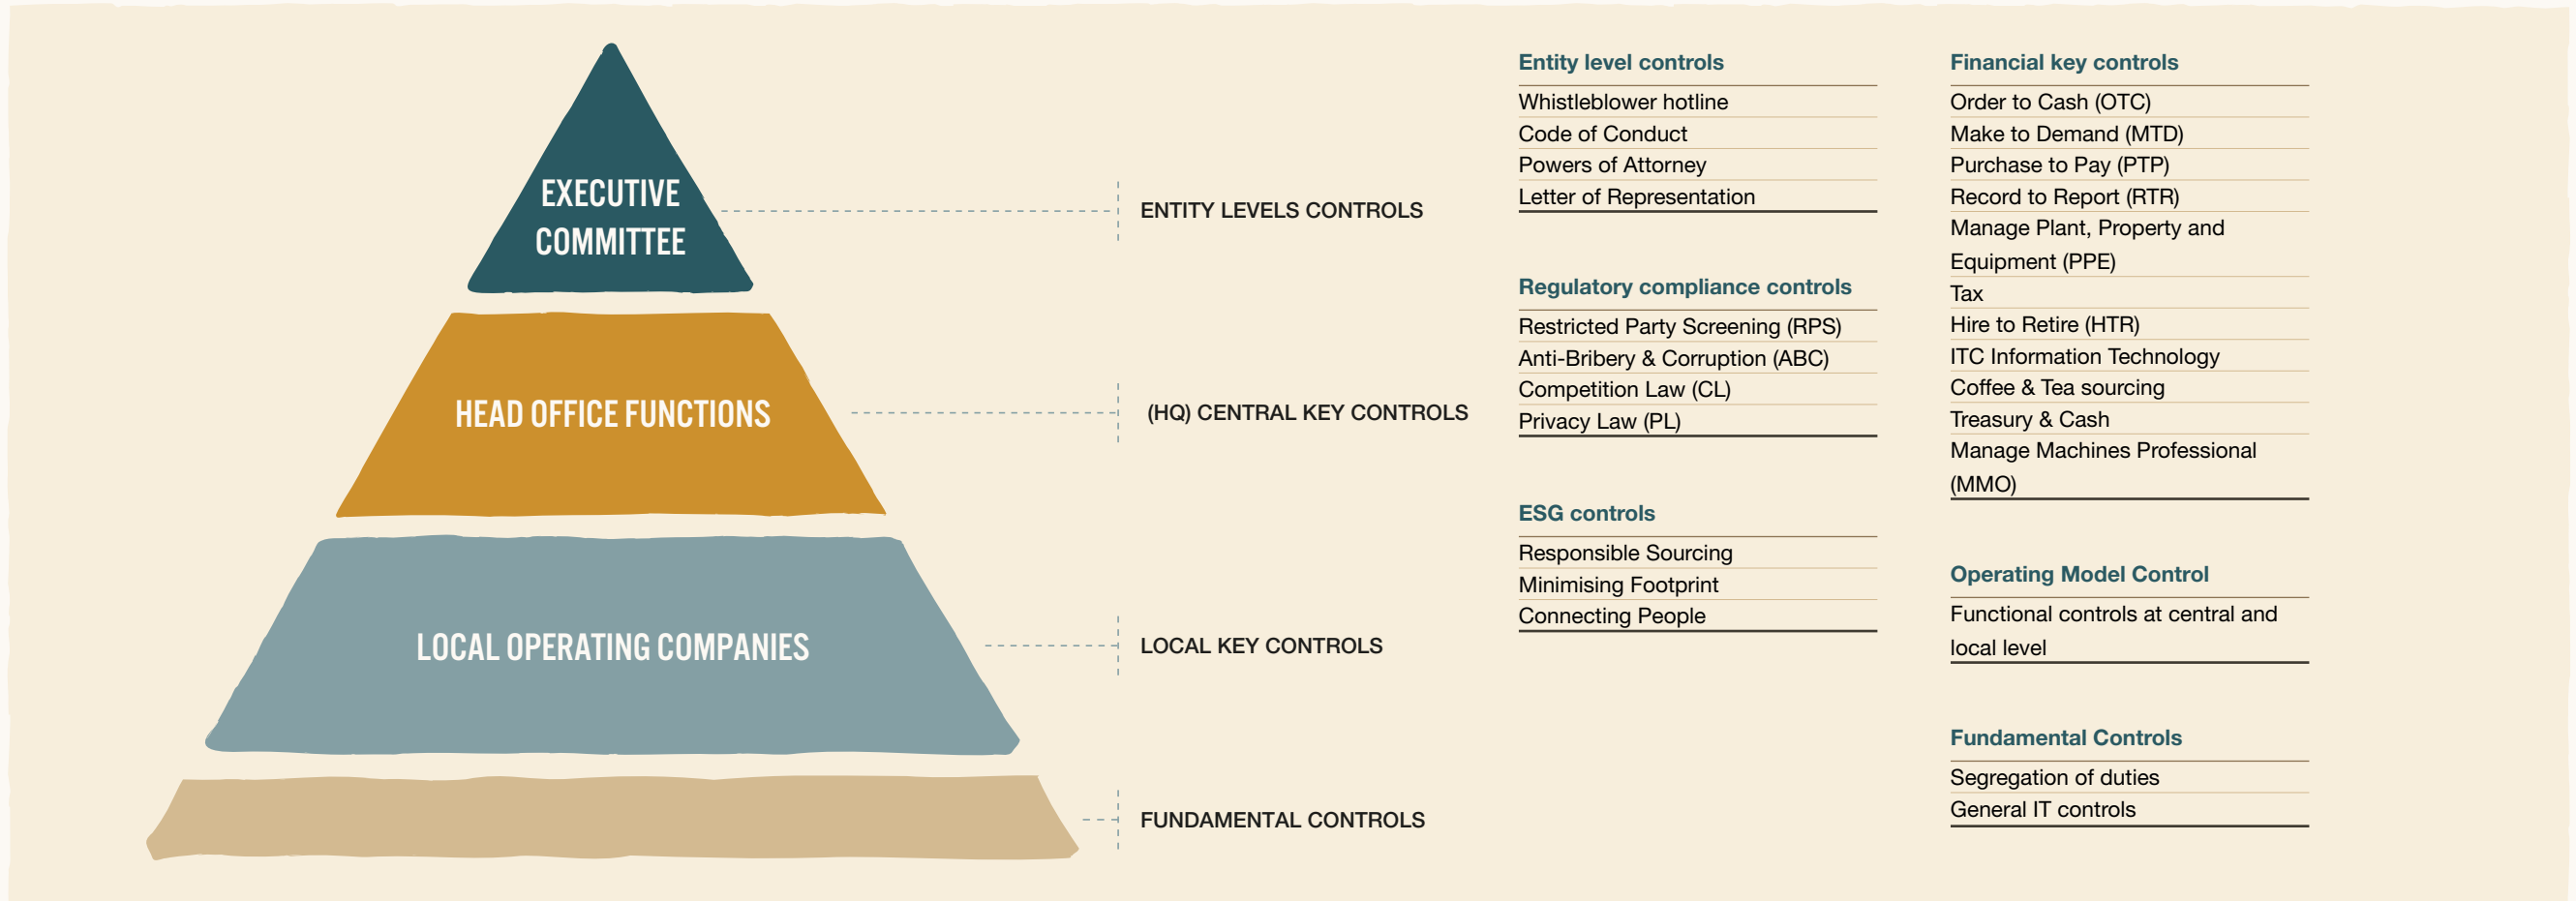 EXECUTIVE
COMMITTEE
HEAD OFFICE FUNCTIONS
LOCAL OPERATING COMPANIES
ENTITY LEVELS CONTROLS
(HQ) CENTRAL KEY CONTROLS
LOCAL KEY CONTROLS
FUNDAMENTAL CONTROLS
Entity level controls
Whistleblower hotline
Code of Conduct
Powers of Attorney
Letter of Representation
Regulatory compliance controls
Restricted Party Screening (RPS)
Anti-Bribery & Corruption (ABC)
Competition Law (CL)
Privacy Law (PL)
ESG controls
Responsible Sourcing
Minimising Footprint
Connecting People
Financial key controls
Order to Cash (OTC)
Make to Demand (MTD)
Purchase to Pay (PTP)
Record to Report (RTR)
Manage Plant, Property and
Equipment (PPE)
Tax
Hire to Retire (HTR)
ITC Information Technology
Coffee & Tea sourcing
Treasury & Cash
Manage Machines Professional
(MMO)
Operating Model Control
Functional controls at central and
local level
Fundamental Controls
Segregation of duties
General IT controls